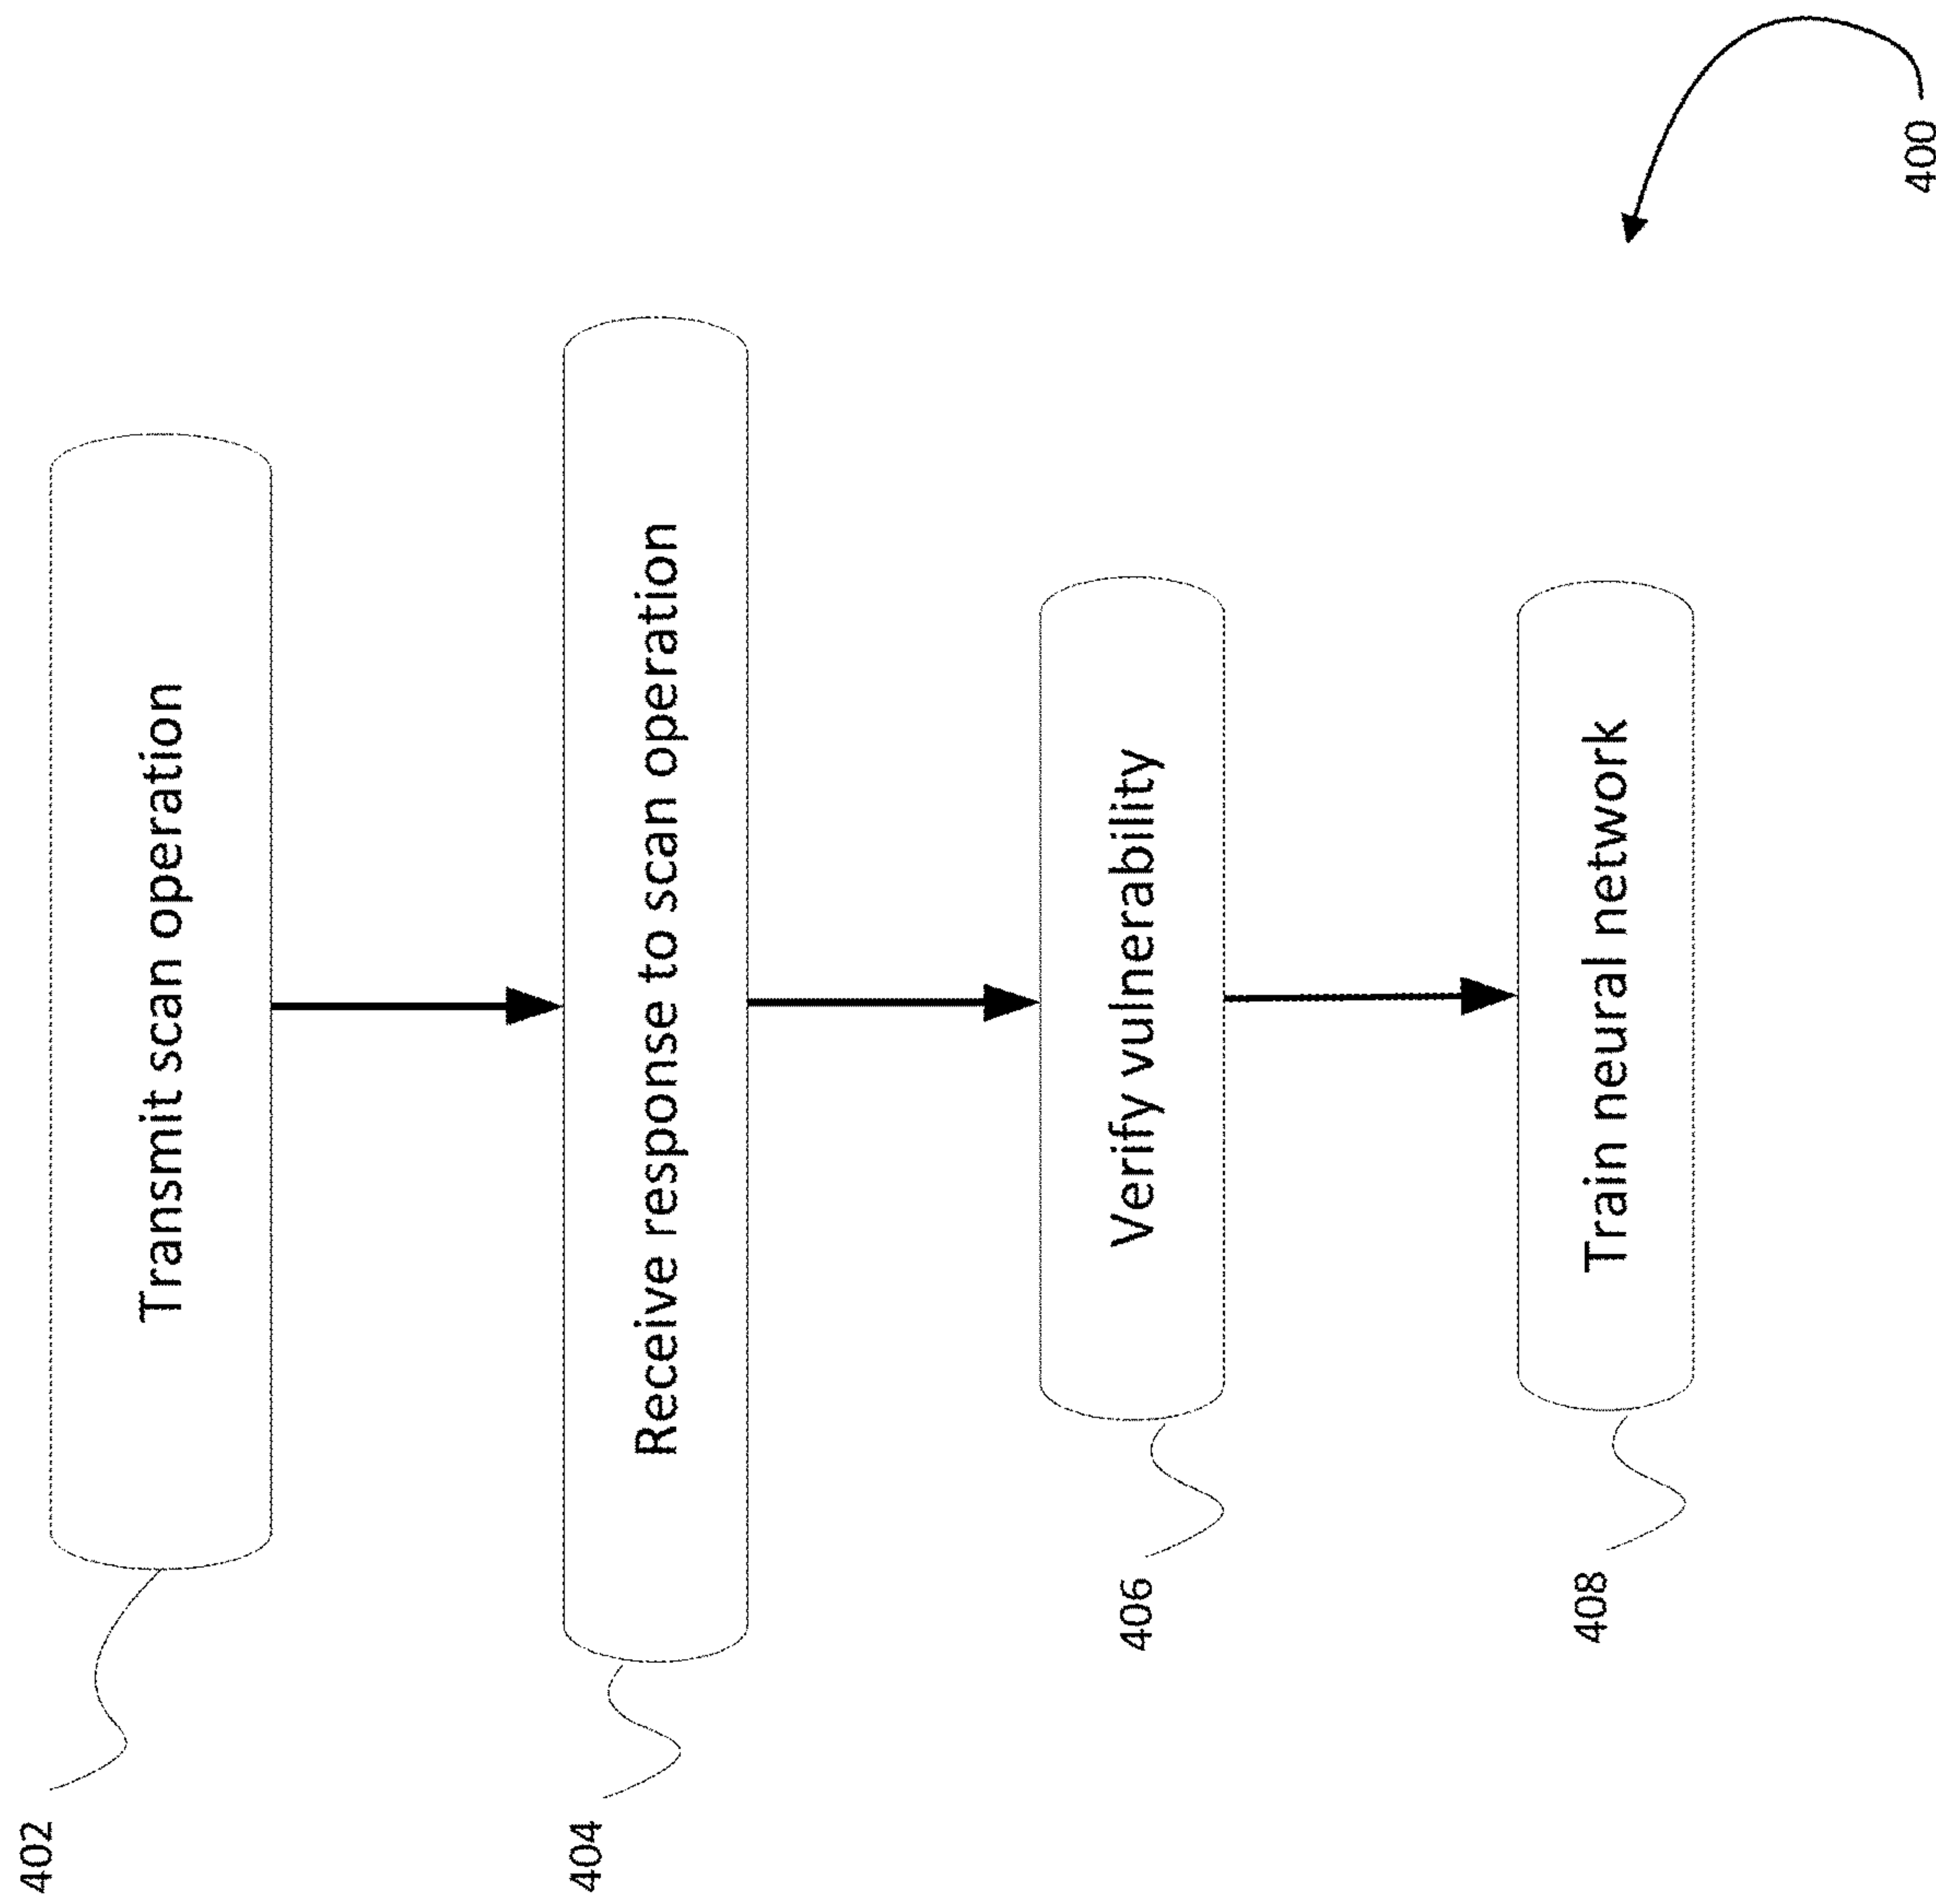 402
Transmit scan operation
404
Receive response to scan operation
406
Verify vulnerability
408
Train neural network
400